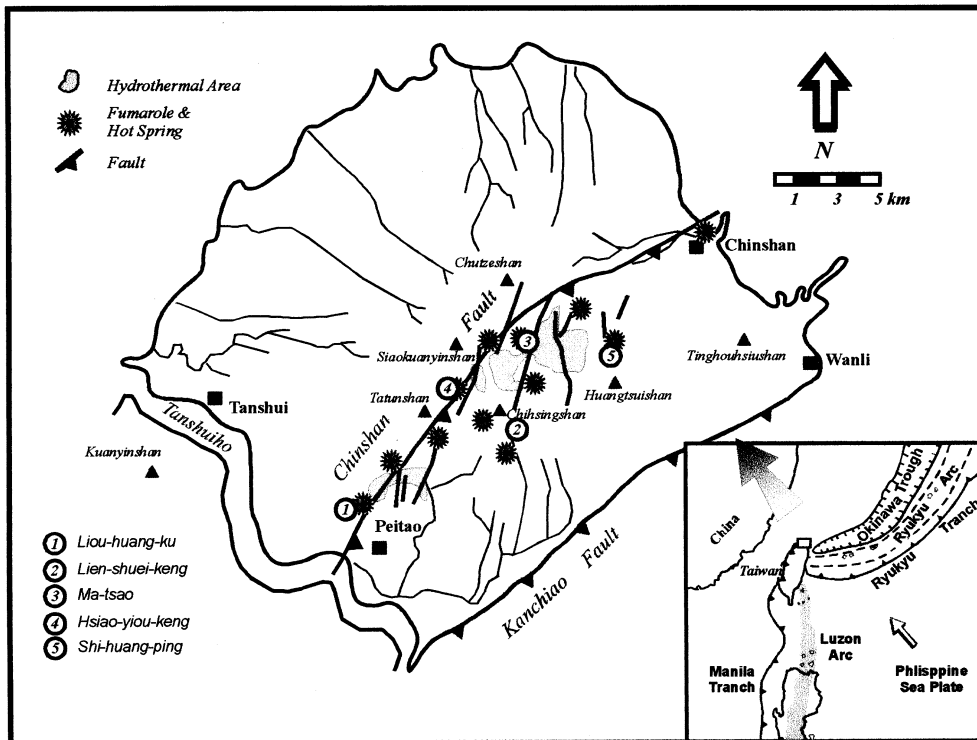 Hydrothermal Area
Fumarole &
Hot Spring
Fault
N
1 3 5 km
Chinshan
Chutzeshan
Fault
Siaokuanyinshan
3
5
Tinghouhsiushan
Wanli
4
Tatunshan
Huangtsuishan
Tanshui
Chihsingshan
2
Tanshuiho
Kuanyinshan
Chinshan
1
Peitao
Kanchiao Fault
1 Liou-huang-ku
2 Lien-shuei-keng
3 Ma-tsao
4 Hsiao-yiou-keng
5 Shi-huang-ping
China
Okinawa Trough
Ryukyu Arc
Ryukyu Tranch
Taiwan
Luzon
Arc
Manila
Tranch
Phlisppine
Sea Plate